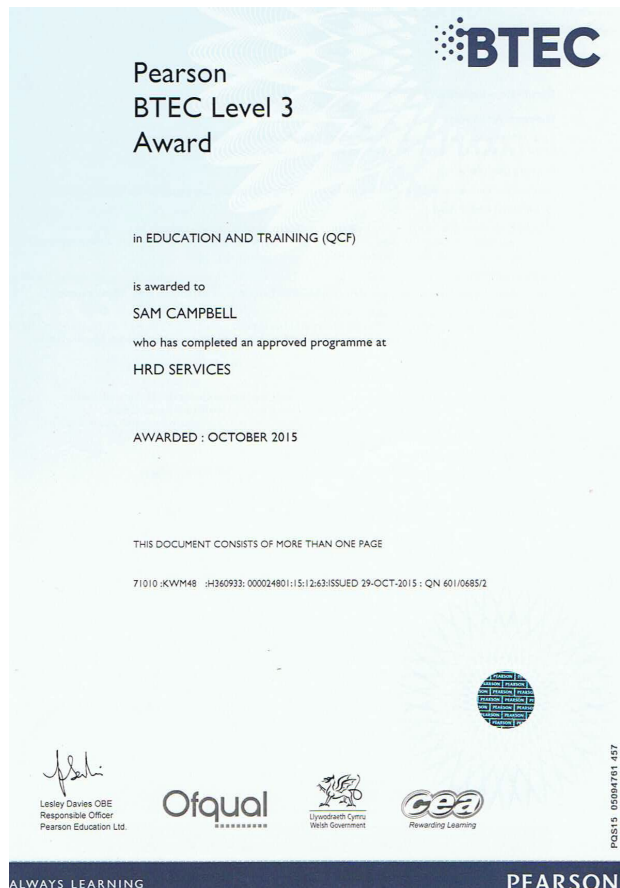 BTEC
Pearson
BTEC Level 3
Award
in EDUCATION AND TRAINING (QCF)
is awarded to
SAM CAMPBELL
who has completed an approved programme at
HRD SERVICES
AWARDED : OCTOBER 2015
THIS DOCUMENT CONSISTS OF MORE THAN ONE PAGE
71010 :KWM48 :H360933: 000024801:15:12:63:ISSUED 29-OCT-2015 : QN 601/0685/2
PEARSON
Lesley Davies OBE
Responsible Officer
Pearson Education Ltd.
Ofqual
Llywodraeth Cymru
Welsh Government
cea
Rewarding Learning
PQS15 05094761 457
ALWAYS LEARNING
PEARSON